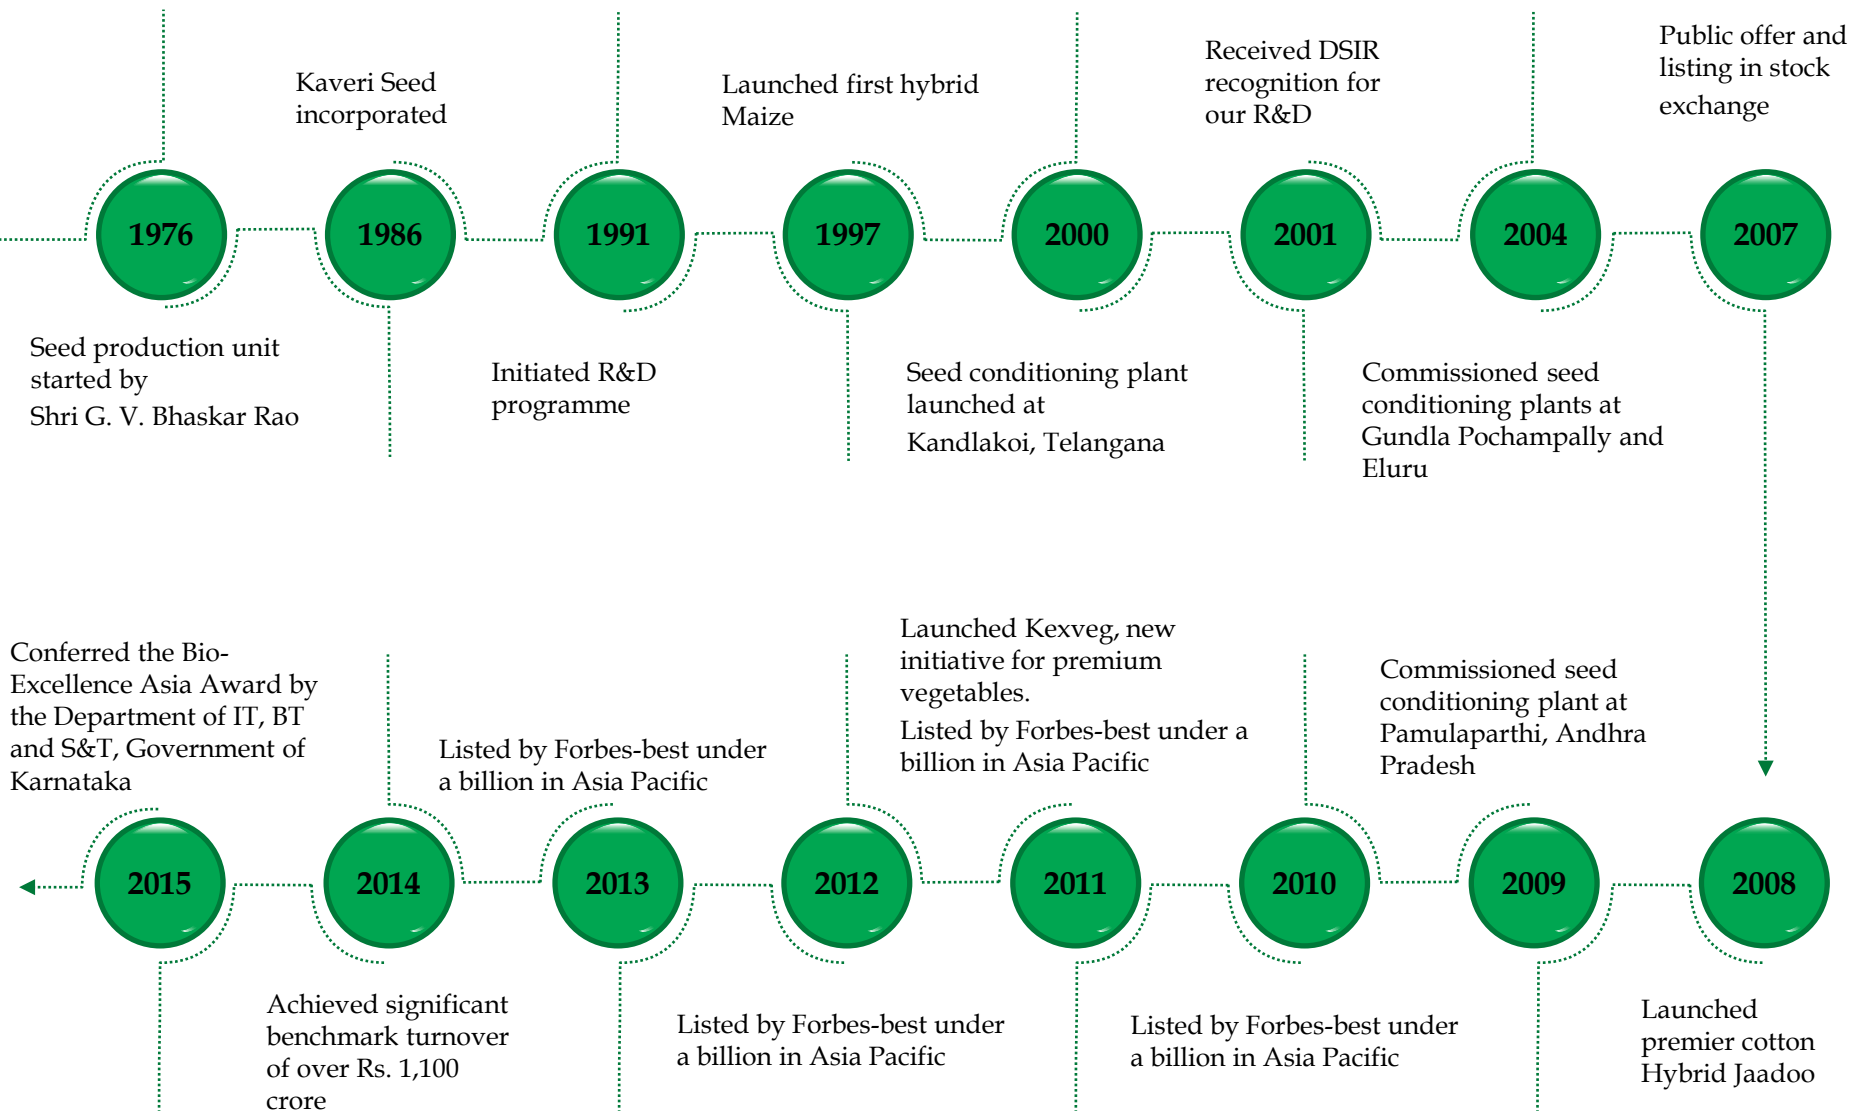 1976
Seed production unit
started by
Shri G. V. Bhaskar Rao
1986
Kaveri Seed
incorporated
1991
Initiated R&D
programme
1997
Launched first hybrid
Maize
2000
Seed conditioning plant
launched at
Kandlakoi, Telangana
2001
Received DSIR
recognition for
our R&D
2004
Commissioned seed
conditioning plants at
Gundla Pochampally and
Eluru
2007
Public offer and
listing in stock
exchange
2008
Launched
premier cotton
Hybrid Jaadoo
2009
Commissioned seed
conditioning plant at
Pamulaparthi, Andhra
Pradesh
2010
Listed by Forbes-best under
a billion in Asia Pacific
2011
Launched Kexveg, new
initiative for premium
vegetables.
Listed by Forbes-best under a
billion in Asia Pacific
2012
Listed by Forbes-best under
a billion in Asia Pacific
2013
Listed by Forbes-best under
a billion in Asia Pacific
2014
Achieved significant
benchmark turnover
of over Rs. 1,100
crore
2015
Conferred the Bio-
Excellence Asia Award by
the Department of IT, BT
and S&T, Government of
Karnataka